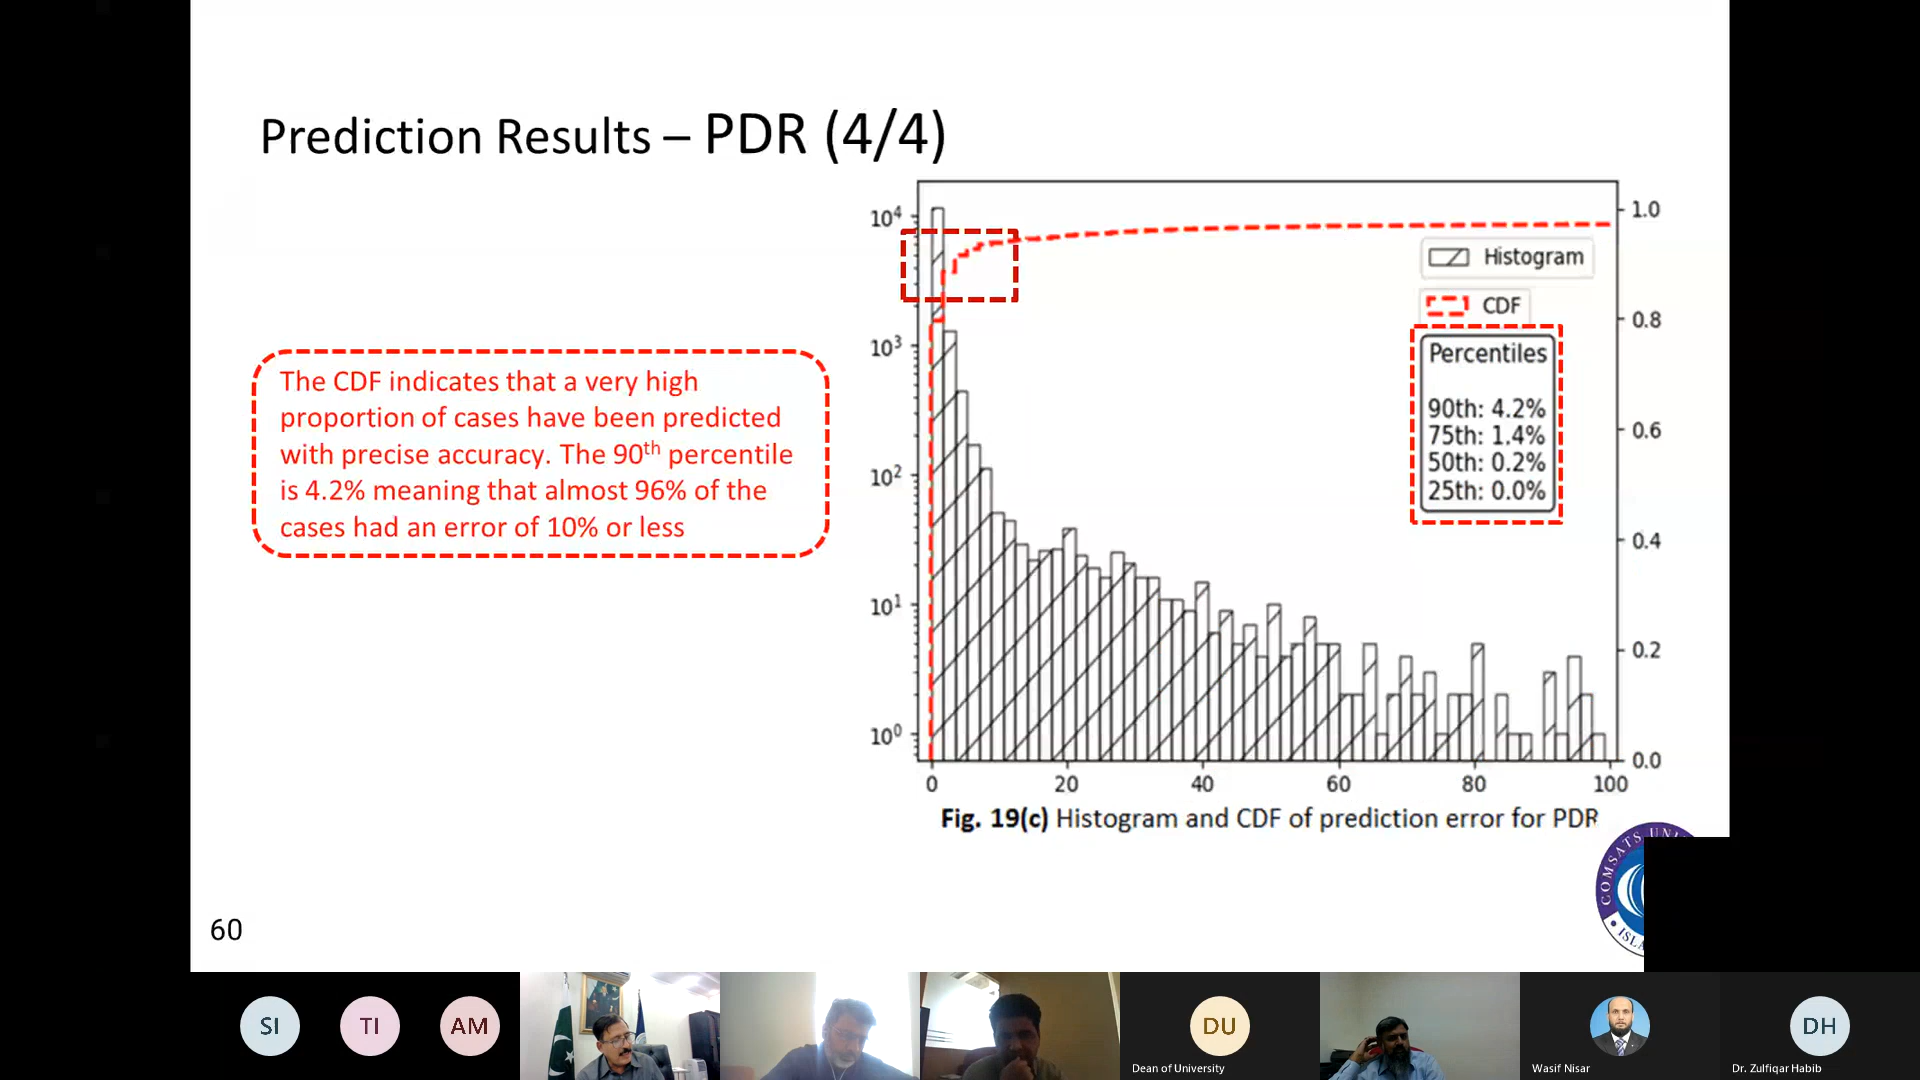 Prediction Results – PDR (4/4)
The CDF indicates that a very high
proportion of cases have been predicted
with precise accuracy. The 90th percentile
is 4.2% meaning that almost 96% of the
cases had an error of 10% or less
10⁴
10³
10²
10¹
10⁰
1.0
0.8
0.6
0.4
0.2
0.0
Histogram
CDF
Percentiles
90th: 4.2%
75th: 1.4%
50th: 0.2%
25th: 0.0%
0 20 40 60 80 100
Fig. 19(c) Histogram and CDF of prediction error for PDR
COMSATS UNI
ISL
60
SI
TI
AM
DU
Dean of University
Wasif Nisar
DH
Dr. Zulfiqar Habib